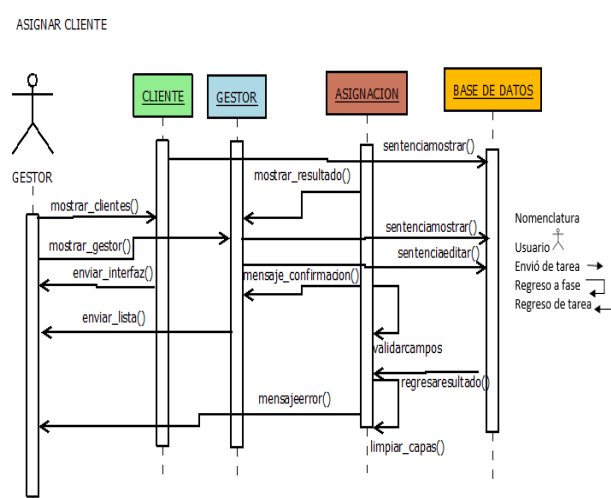 ASIGNAR CLIENTE
CLIENTE
GESTOR
ASIGNACION
BASE DE DATOS
GESTOR
sentenciamostrar()
mostrar_resultado()
mostrar_clientes()
sentenciamostrar()
mostrar_gestor()
sentenciaeditar()
enviar_interfaz()
mensaje_confirmacion()
enviar_lista()
validarcampos
regresaresultado()
mensajeerror()
limpiar_capas()
Nomenclatura
Usuario
Envió de tarea
Regreso a fase
Regreso de tarea